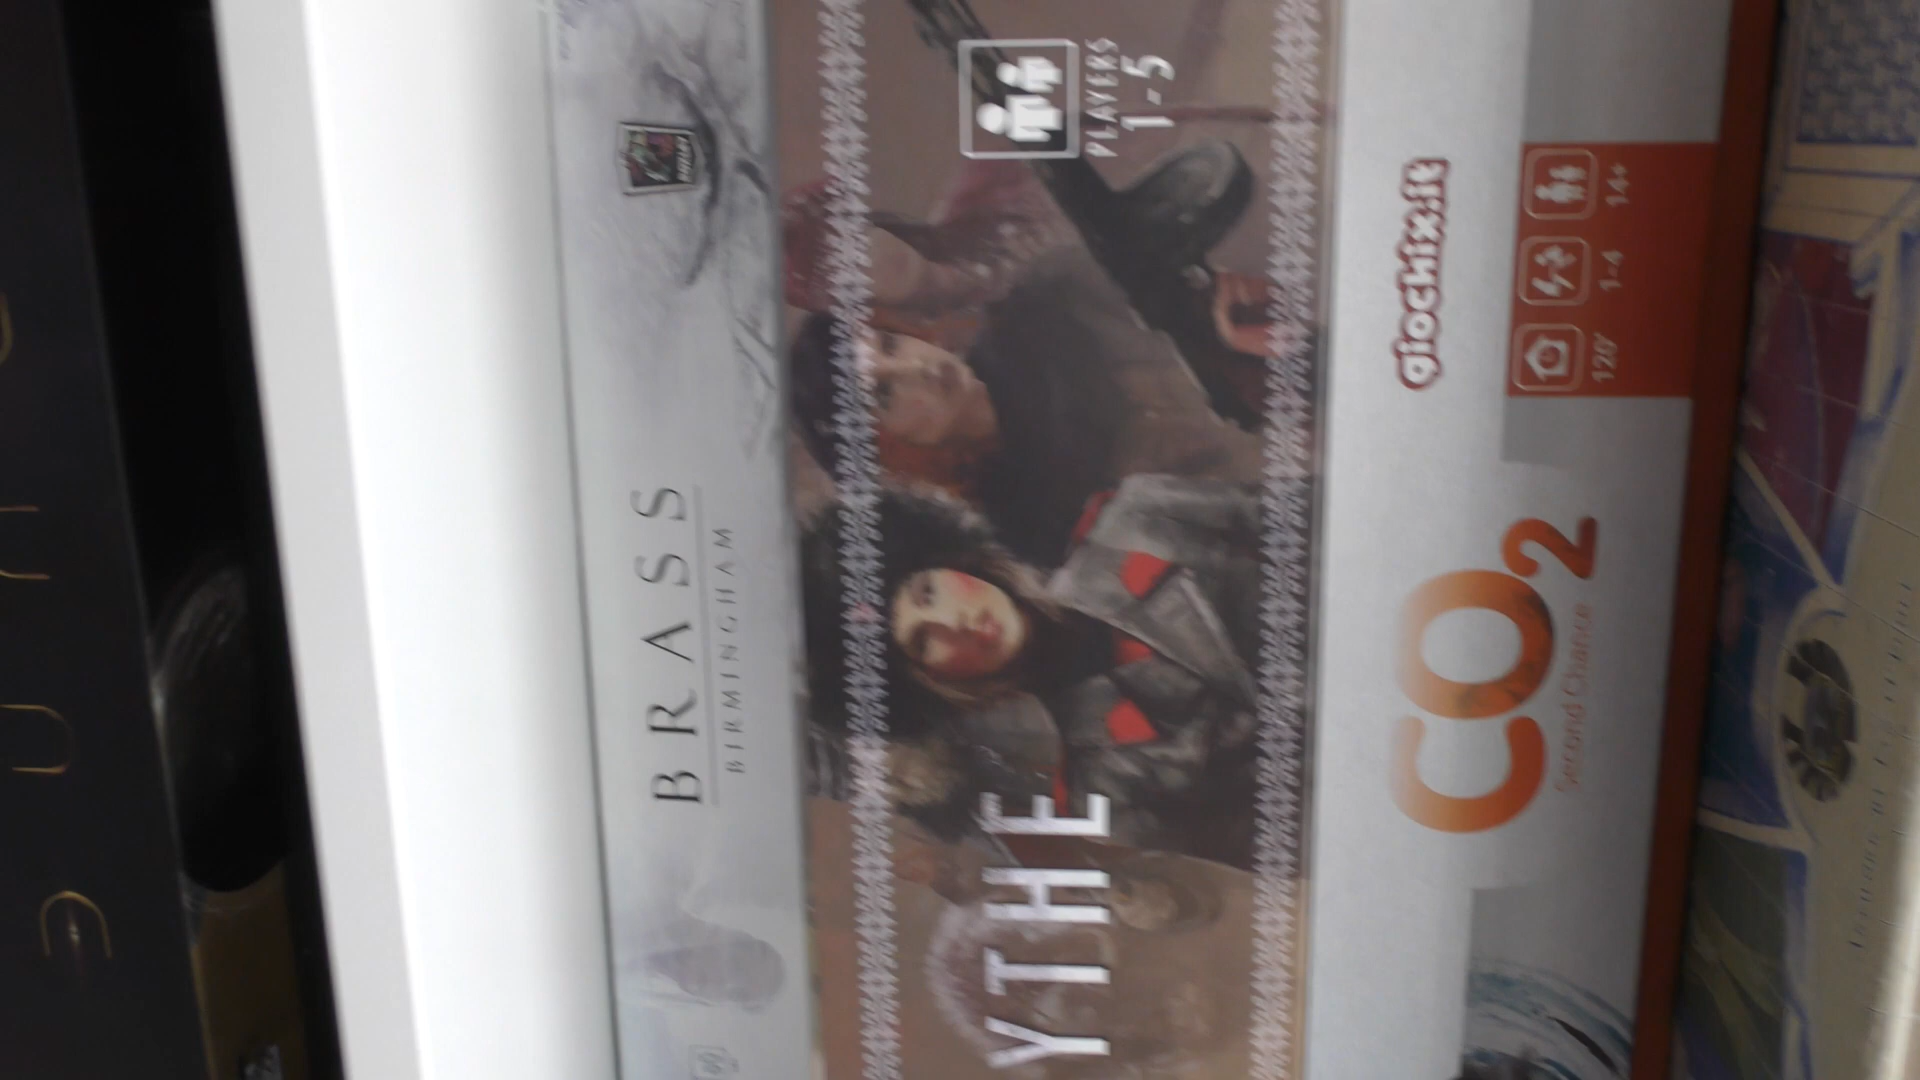 BRASS
BIRMINGHAM
YTHE
PLAYERS
1-5
giochix.it
CO2
Second Chance
120'
1-4
14+